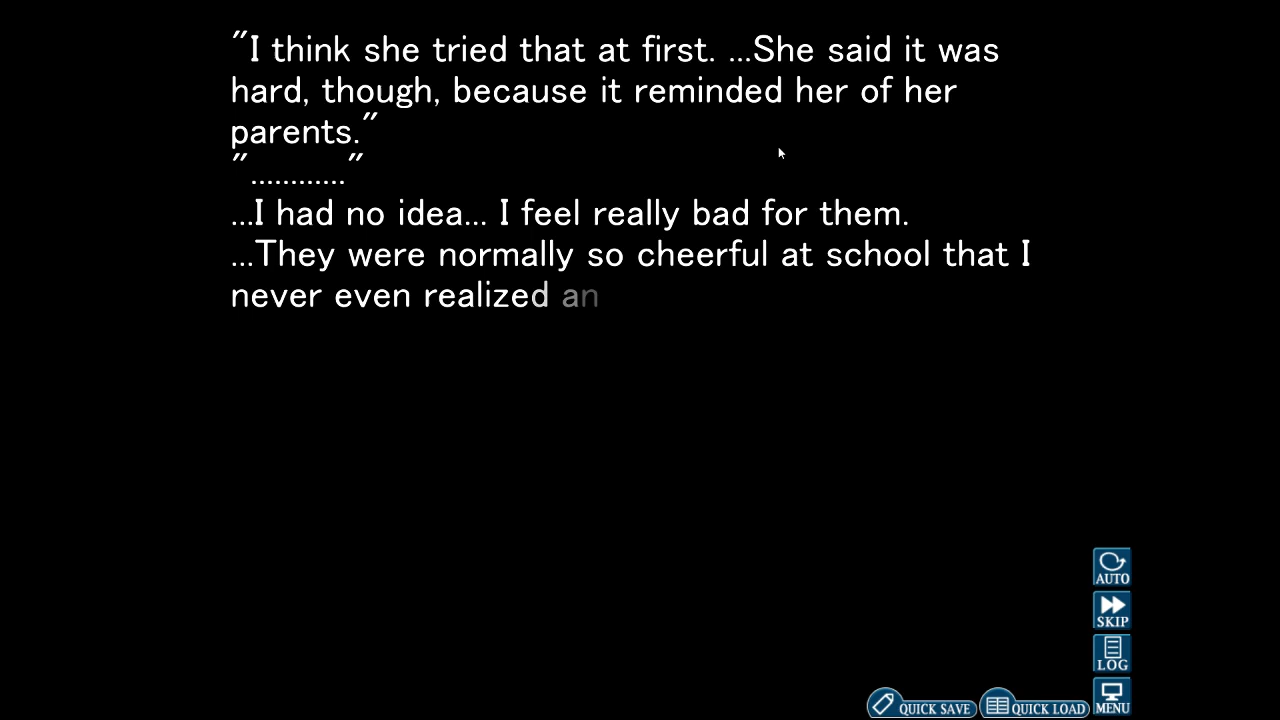 "I think she tried that at first. ...She said it was
hard, though, because it reminded her of her
parents."
"............"
...I had no idea... I feel really bad for them.
...They were normally so cheerful at school that I
never even realized an
AUTO
SKIP
LOG
MENU
QUICK SAVE
QUICK LOAD